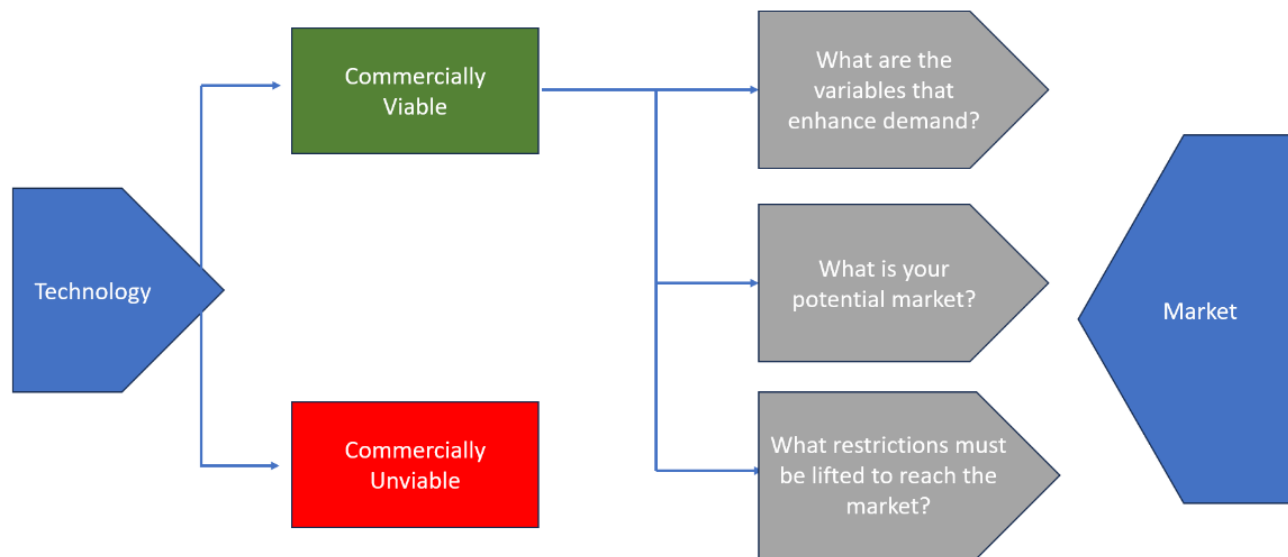 Technology
Commercially
Viable
Commercially
Unviable
What are the
variables that
enhance demand?
What is your
potential market?
What restrictions must
be lifted to reach the
market?
Market